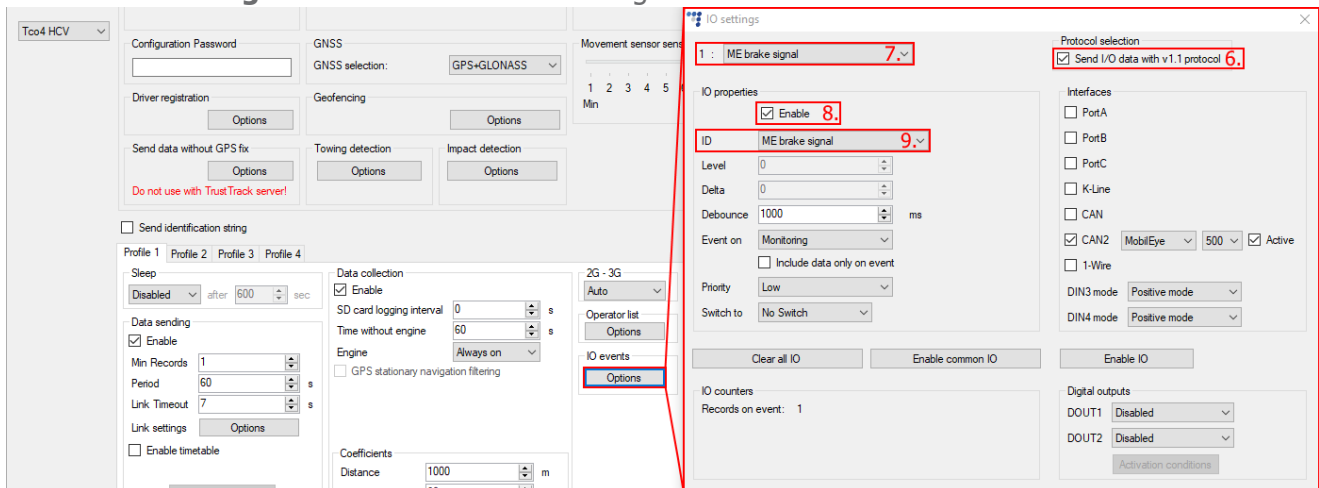 Tco4 HCV
Configuration Password
GNSS
GNSS selection: GPS+GLONASS
Movement sensor sens
1 2 3 4 5
Min
Driver registration
Options
Geofencing
Options
Send data without GPS fix
Options
Do not use with TrustTrack server!
Towing detection
Options
Impact detection
Options
Send identification string
Profile 1 Profile 2 Profile 3 Profile 4
Sleep
Disabled after 600 sec
Data sending
Enable
Min Records 1
Period 60 s
Link Timeout 7 s
Link settings Options
Enable timetable
Data collection
Enable
SD card logging interval 0 s
Time without engine 60 s
Engine Always on
GPS stationary navigation filtering
Coefficients
Distance 1000 m
2G - 3G
Auto
Operator list
Options
IO events
Options
IO settings
1 : ME brake signal 7.
Protocol selection
Send I/O data with v1.1 protocol 6.
IO properties
Enable 8.
ID ME brake signal 9.
Level 0
Delta 0
Debounce 1000 ms
Event on Monitoring
Include data only on event
Priority Low
Switch to No Switch
Interfaces
PortA
PortB
PortC
K-Line
CAN
CAN2 MobilEye 500 Active
1-Wire
DIN3 mode Positive mode
DIN4 mode Positive mode
Clear all IO
Enable common IO
Enable IO
IO counters
Records on event: 1
Digital outputs
DOUT1 Disabled
DOUT2 Disabled
Activation conditions